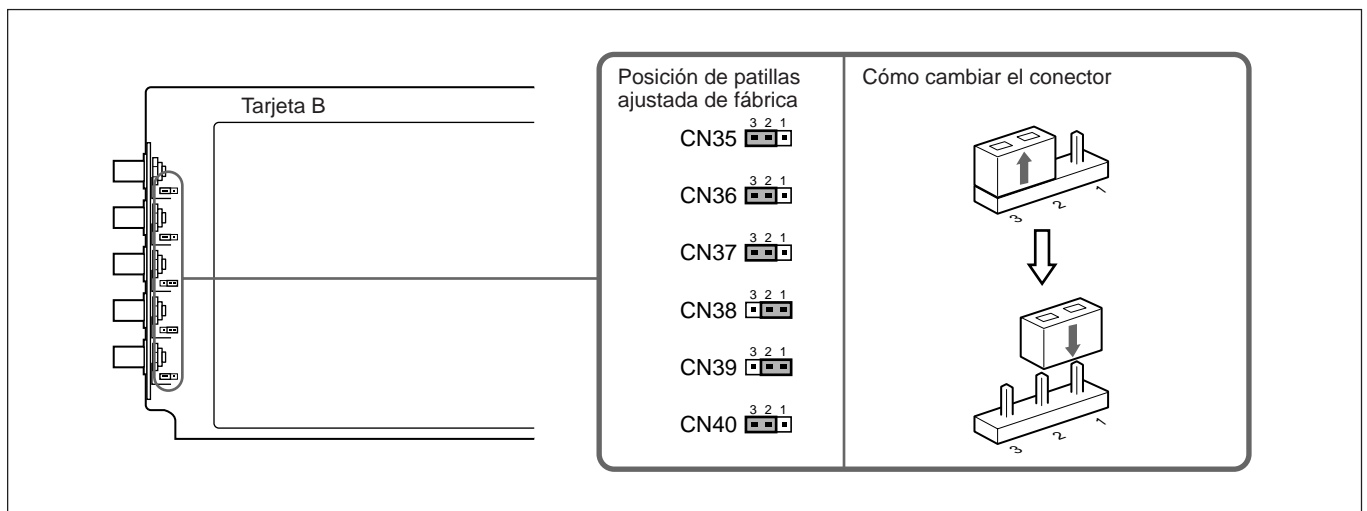 Tarjeta B
Posición de patillas
ajustada de fábrica
3 2 1
CN35
3 2 1
CN36
3 2 1
CN37
3 2 1
CN38
3 2 1
CN39
3 2 1
CN40
Cómo cambiar el conector
3 2 1
3 2 1